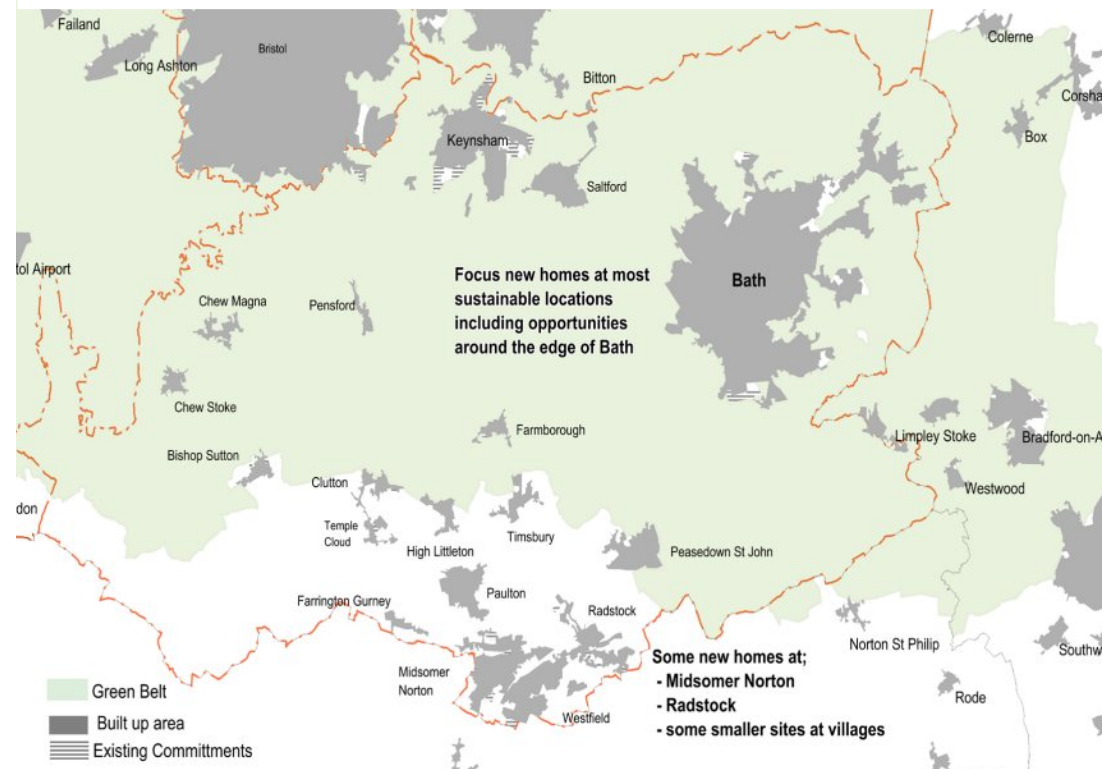 Failand
Long Ashton
Bristol
Bitton
Colerne
Corsha
Box
Keynsham
Saltford
tol Airport
Chew Magna
Pensford
Focus new homes at most
sustainable locations
including opportunities
around the edge of Bath
Bath
Chew Stoke
Farmborough
Limpley Stoke
Bradford-on-A
Bishop Sutton
Westwood
Clutton
don
Temple
Cloud
High Littleton
Timsbury
Peasedown St John
Paulton
Farrington Gurney
Radstock
Norton St Philip
Southw
Midsomer
Norton
Westfield
Some new homes at;
- Midsomer Norton
- Radstock
- some smaller sites at villages
Rode
Green Belt
Built up area
Existing Committments